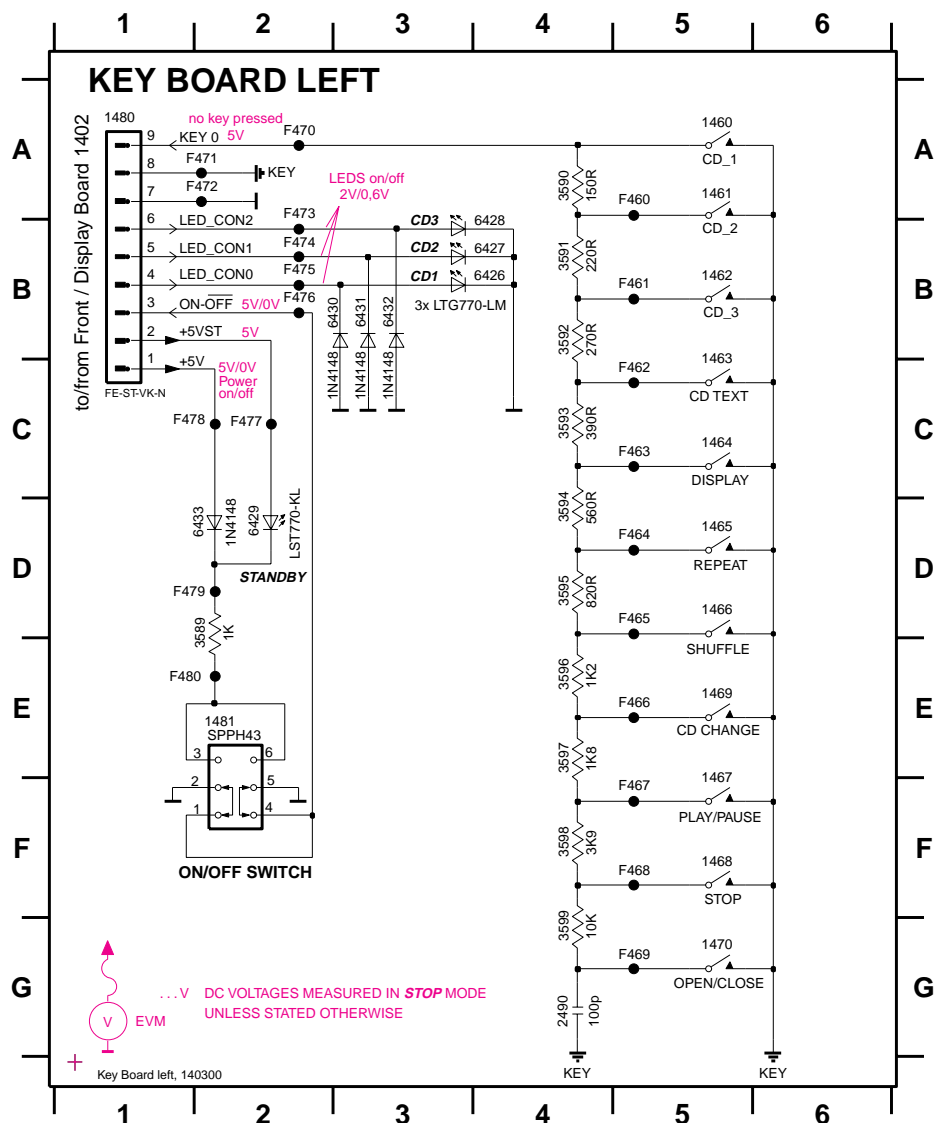 1 2 3 4 5 6
KEY BOARD LEFT
A
B
C
D
E
F
G
to/from Front / Display Board 1402
1480
no key pressed
9 KEY 0 5V F470
8 F471 KEY
7 F472
LEDS on/off
2V/0,6V
6 LED_CON2 F473 CD3 6428
5 LED_CON1 F474 CD2 6427
4 LED_CON0 F475 CD1 6426
3 ON-OFF 5V/0V F476
3x LTG770-LM
2 +5VST 5V
1 +5V 5V/0V
Power
on/off
FE-ST-VK-N
6430 1N4148
6431 1N4148
6432 1N4148
F478 F477
6433 1N4148
6429 LST770-KL
STANDBY
F479
3589 1K
F480
1481
SPPH43
3 6
2 5
1 4
ON/OFF SWITCH
1460
CD_1
3590 150R
F460 1461
CD_2
3591 220R
F461 1462
CD_3
3592 270R
F462 1463
CD TEXT
3593 390R
F463 1464
DISPLAY
3594 560R
F464 1465
REPEAT
3595 820R
F465 1466
SHUFFLE
3596 1K2
F466 1469
CD CHANGE
3597 1K8
F467 1467
PLAY/PAUSE
3598 3K9
F468 1468
STOP
3599 10K
F469 1470
OPEN/CLOSE
2490 100p
KEY KEY
V EVM
...V DC VOLTAGES MEASURED IN STOP MODE
UNLESS STATED OTHERWISE
Key Board left, 140300
A
B
C
D
E
F
G
1 2 3 4 5 6